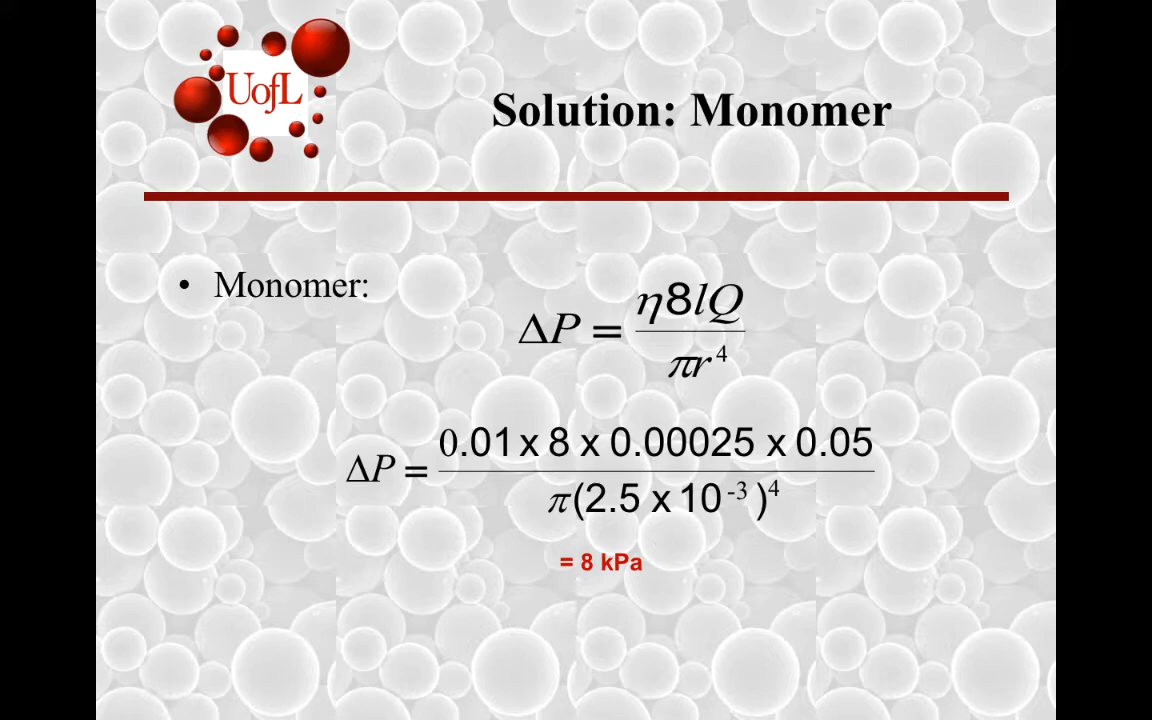 UofL
Solution: Monomer
• Monomer:
ΔP = η8lQ / πr⁴
ΔP = 0.01 x 8 x 0.00025 x 0.05 / π(2.5 x 10⁻³)⁴
= 8 kPa